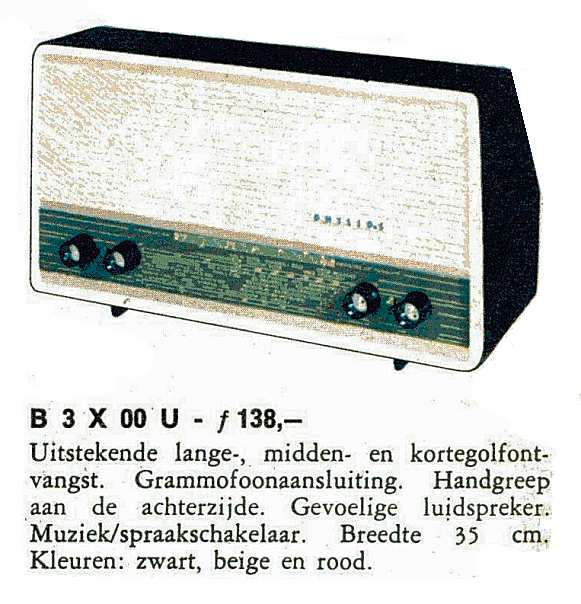 PHILIPS
B 3 X 00 U - ƒ 138,—
Uitstekende lange-, midden- en kortegolfont-
vangst. Grammofoonaansluiting. Handgreep
aan de achterzijde. Gevoelige luidspreker.
Muziek/spraakschakelaar. Breedte 35 cm.
Kleuren: zwart, beige en rood.